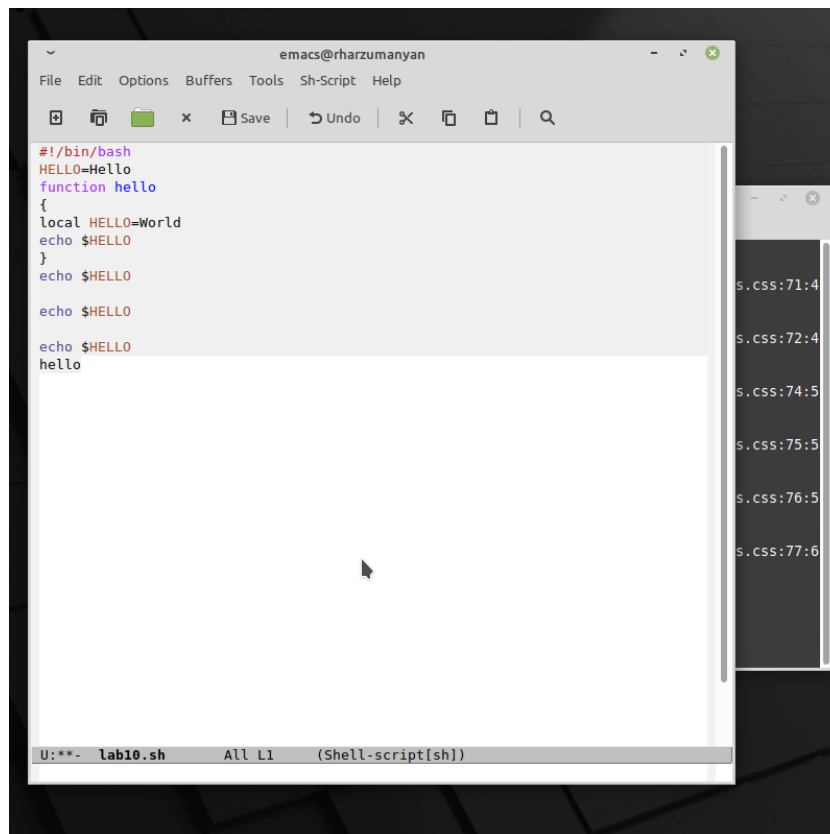 emacs@rharzumanyan
File Edit Options Buffers Tools Sh-Script Help
Save Undo
#!/bin/bash
HELLO=Hello
function hello
{
local HELLO=World
echo $HELLO
}
echo $HELLO
echo $HELLO
echo $HELLO
hello
U:**- lab10.sh All L1 (Shell-script[sh])
s.css:71:4
s.css:72:4
s.css:74:5
s.css:75:5
s.css:76:5
s.css:77:6